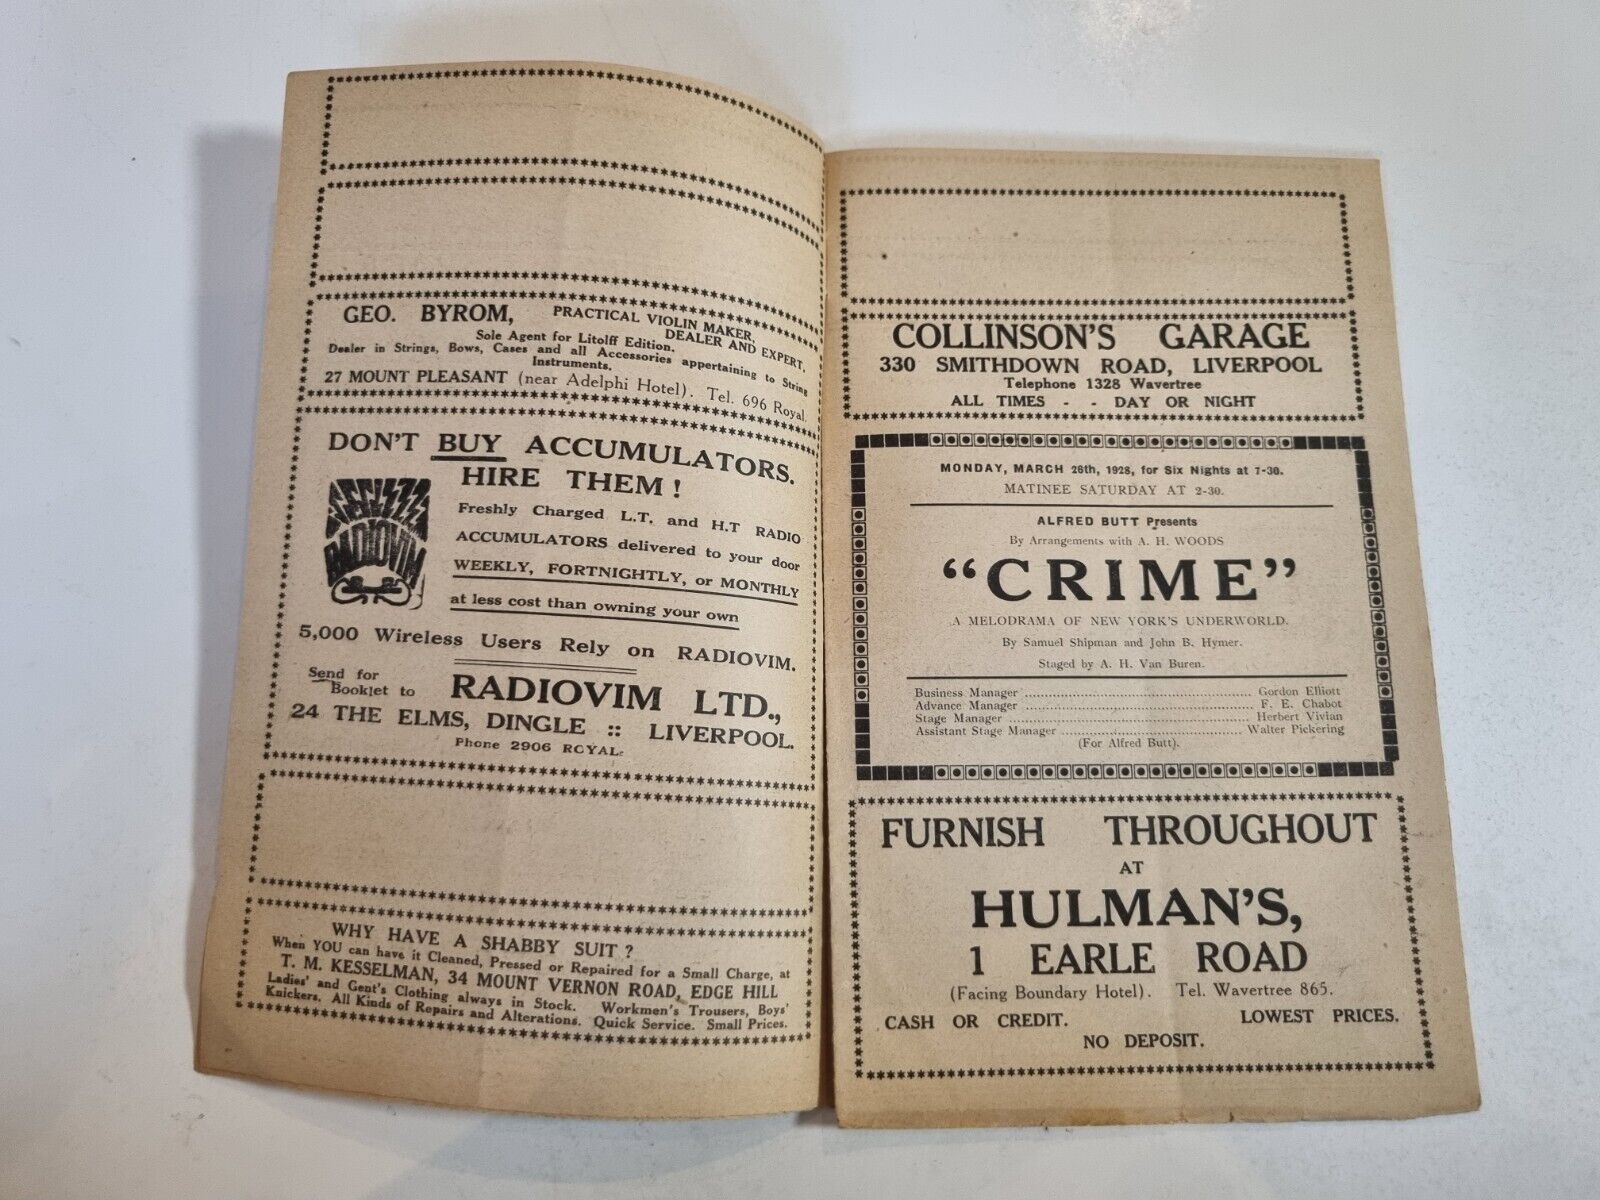 GEO. BYROM, PRACTICAL VIOLIN MAKER,
DEALER AND EXPERT.
Sole Agent for Litolff Edition.
Dealer in Strings, Bows, Cases and all Accessories appertaining to String
Instruments.
27 MOUNT PLEASANT (near Adelphi Hotel). Tel. 696 Royal.
DON'T BUY ACCUMULATORS.
HIRE THEM!
RADIOVIM
Freshly Charged L.T. and H.T RADIO
ACCUMULATORS delivered to your door
WEEKLY, FORTNIGHTLY, or MONTHLY
at less cost than owning your own
5,000 Wireless Users Rely on RADIOVIM.
Send for
Booklet to
RADIOVIM LTD.,
24 THE ELMS, DINGLE :: LIVERPOOL.
Phone 2906 ROYAL.
WHY HAVE A SHABBY SUIT?
When YOU can have it Cleaned, Pressed or Repaired for a Small Charge, at
T. M. KESSELMAN, 34 MOUNT VERNON ROAD, EDGE HILL
Ladies' and Gent's Clothing always in Stock. Workmen's Trousers, Boys'
Knickers. All Kinds of Repairs and Alterations. Quick Service. Small Prices.
COLLINSON'S GARAGE
330 SMITHDOWN ROAD, LIVERPOOL
Telephone 1328 Wavertree
ALL TIMES - - DAY OR NIGHT
MONDAY, MARCH 26th, 1928, for Six Nights at 7-30.
MATINEE SATURDAY AT 2-30.
ALFRED BUTT Presents
By Arrangements with A. H. WOODS
"CRIME"
A MELODRAMA OF NEW YORK'S UNDERWORLD.
By Samuel Shipman and John B. Hymer.
Staged by A. H. Van Buren.
Business Manager ........ Gordon Elliott
Advance Manager ........ F. E. Chabot
Stage Manager ........ Herbert Vivian
Assistant Stage Manager ........ Walter Pickering
(For Alfred Butt).
FURNISH THROUGHOUT
AT
HULMAN'S,
1 EARLE ROAD
(Facing Boundary Hotel). Tel. Wavertree 865.
CASH OR CREDIT. LOWEST PRICES.
NO DEPOSIT.